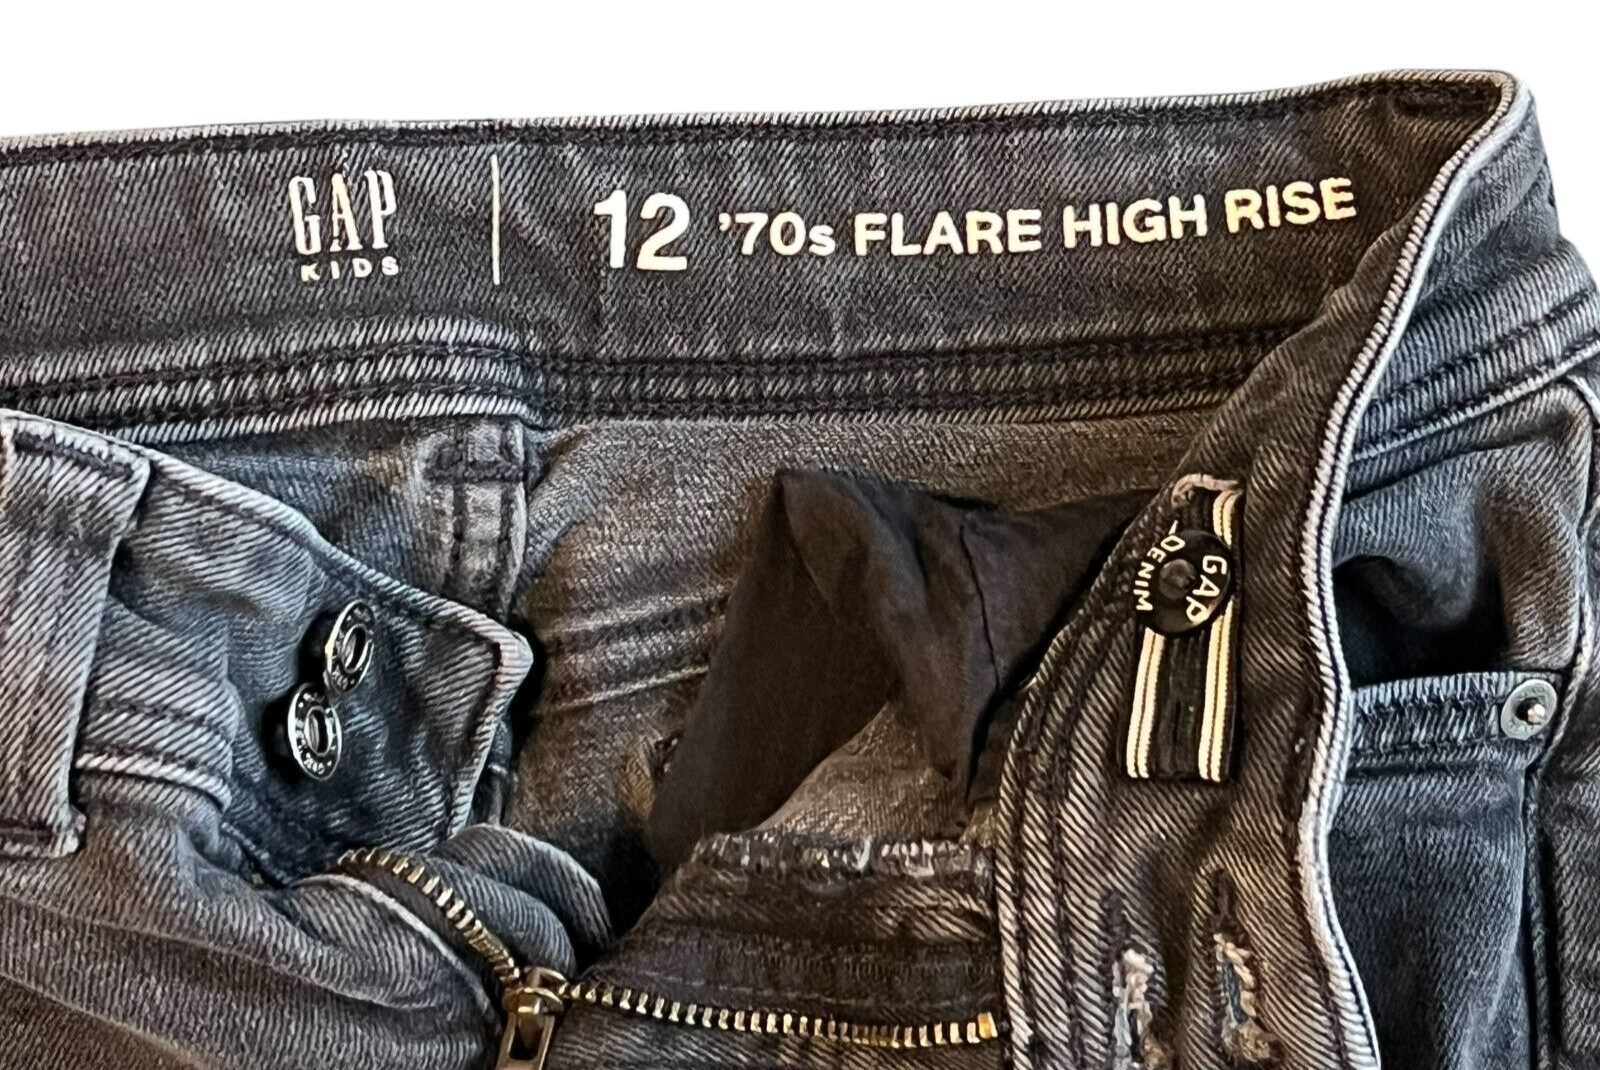 GAP
KIDS
12 '70s FLARE HIGH RISE
GAP
DENIM